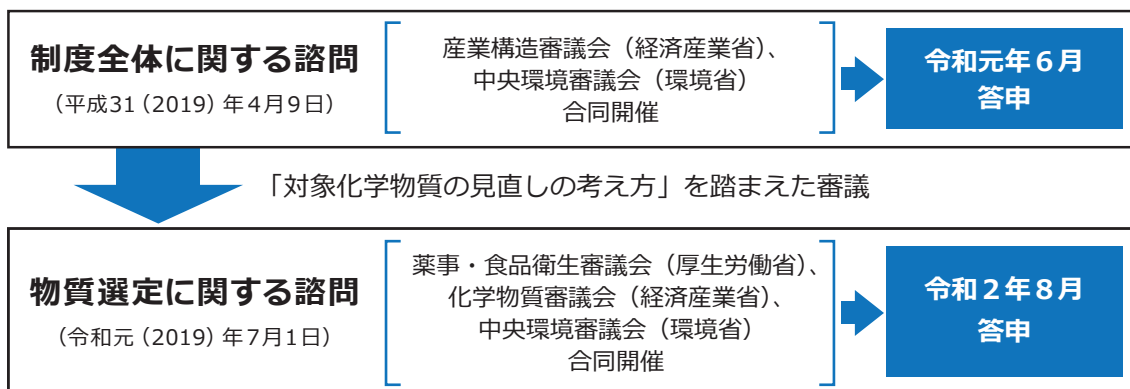 制度全体に関する諮問
（平成31（2019）年4月9日）
産業構造審議会（経済産業省）、
中央環境審議会（環境省）
合同開催
令和元年６月
答申
「対象化学物質の見直しの考え方」を踏まえた審議
物質選定に関する諮問
（令和元（2019）年7月1日）
薬事・食品衛生審議会（厚生労働省）、
化学物質審議会（経済産業省）、
中央環境審議会（環境省）
合同開催
令和２年８月
答申